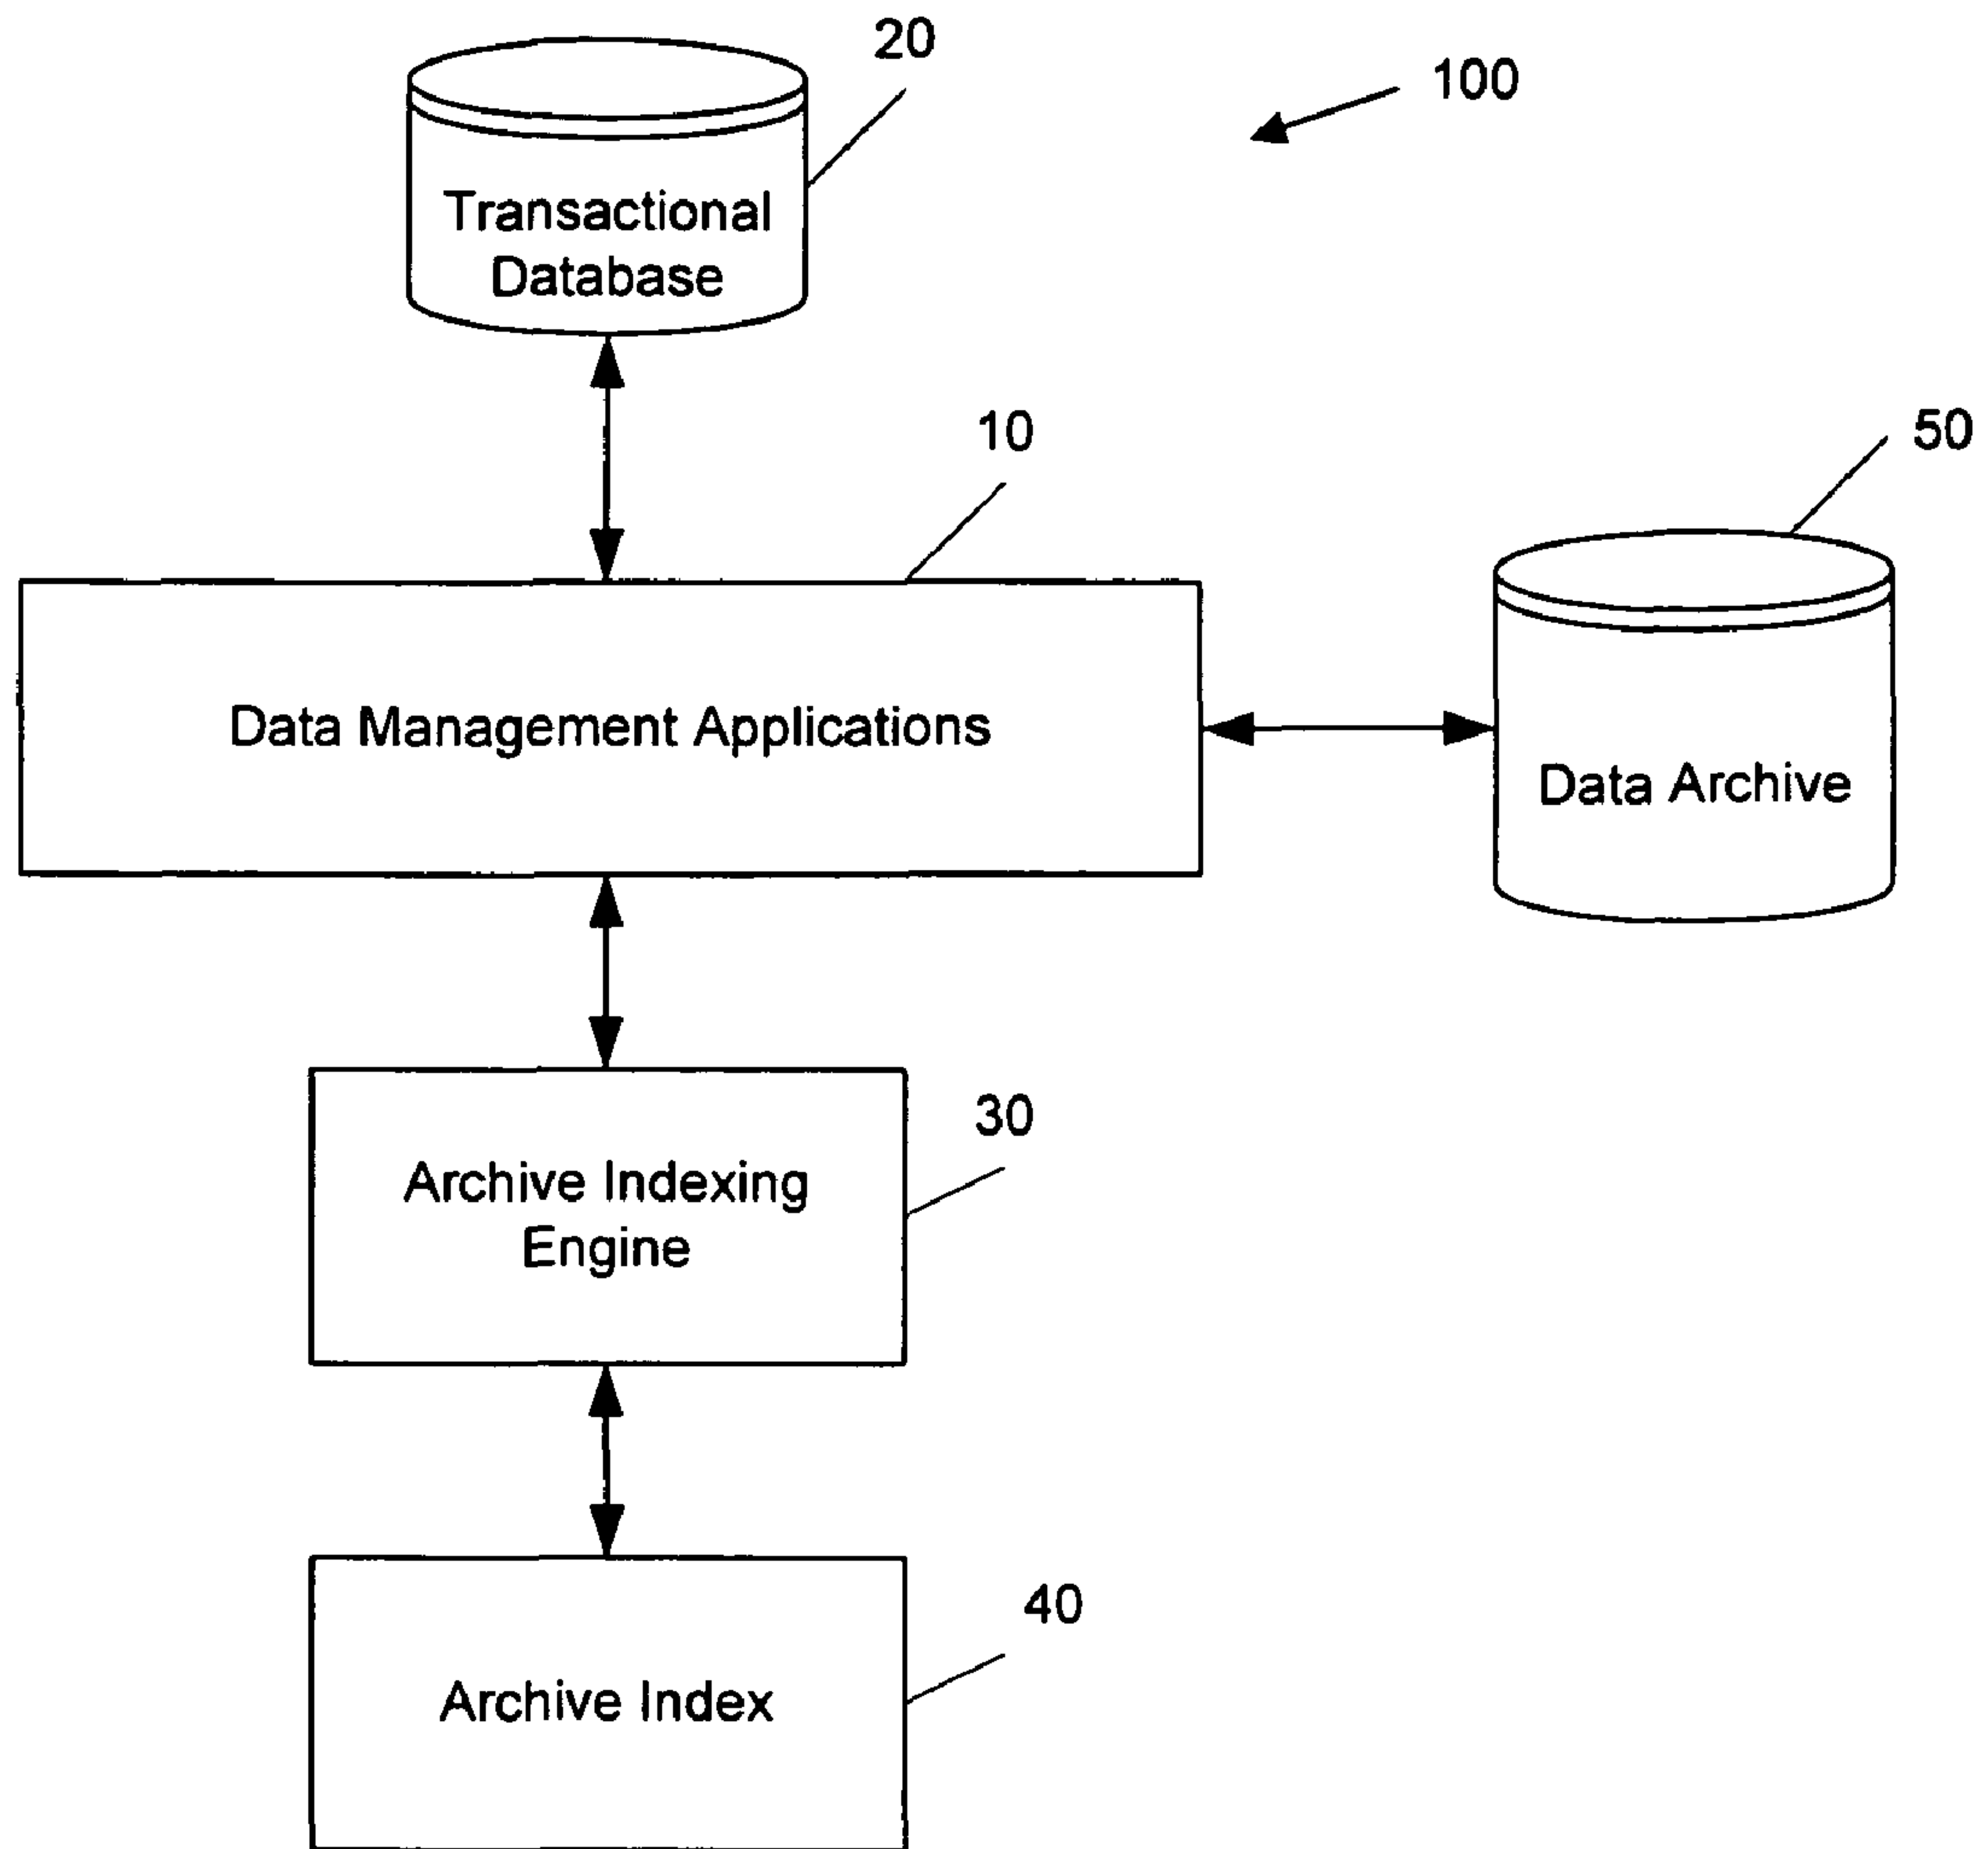 20
100
Transactional
Database
10
50
Data Management Applications
Data Archive
30
Archive Indexing
Engine
40
Archive Index